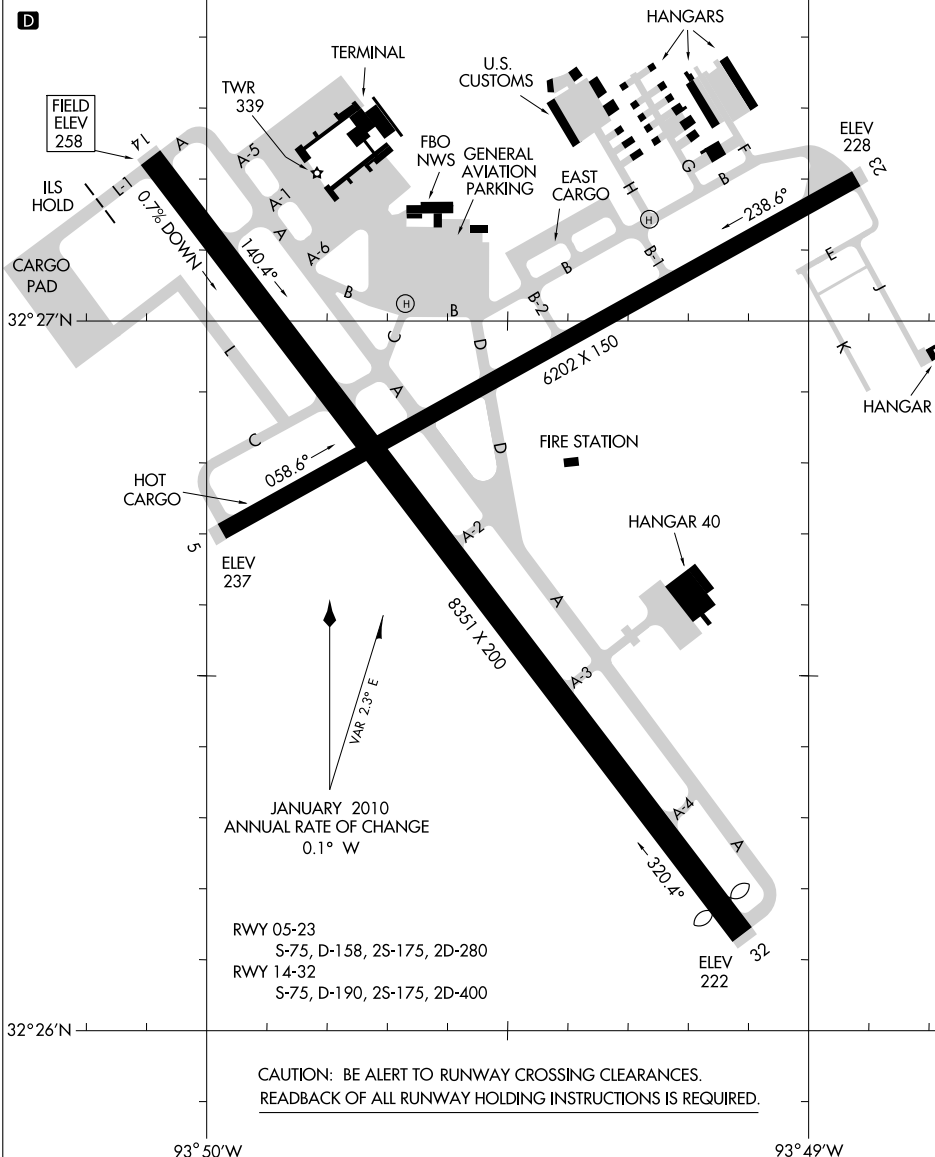 D
HANGARS
TERMINAL
U.S.
CUSTOMS
TWR
339
FIELD
ELEV
258
14
A
A-5
FBO
NWS
GENERAL
AVIATION
PARKING
ELEV
228
23
EAST
CARGO
H
G
B
F
L-1
ILS
HOLD
A-1
A
A-6
0.7% DOWN
140.4°
238.6°
H
B
B-1
E
J
CARGO
PAD
B
H
B
B-2
32°27'N
C
D
L
A
6202 X 150
K
HANGAR
C
058.6°
D
FIRE STATION
HOT
CARGO
HANGAR 40
5
ELEV
237
A-2
A
8351 X 200
A-3
VAR 2.3° E
JANUARY 2010
ANNUAL RATE OF CHANGE
0.1° W
A-4
A
320.4°
RWY 05-23
S-75, D-158, 2S-175, 2D-280
RWY 14-32
S-75, D-190, 2S-175, 2D-400
32
ELEV
222
32°26'N
CAUTION: BE ALERT TO RUNWAY CROSSING CLEARANCES.
READBACK OF ALL RUNWAY HOLDING INSTRUCTIONS IS REQUIRED.
93°50'W
93°49'W